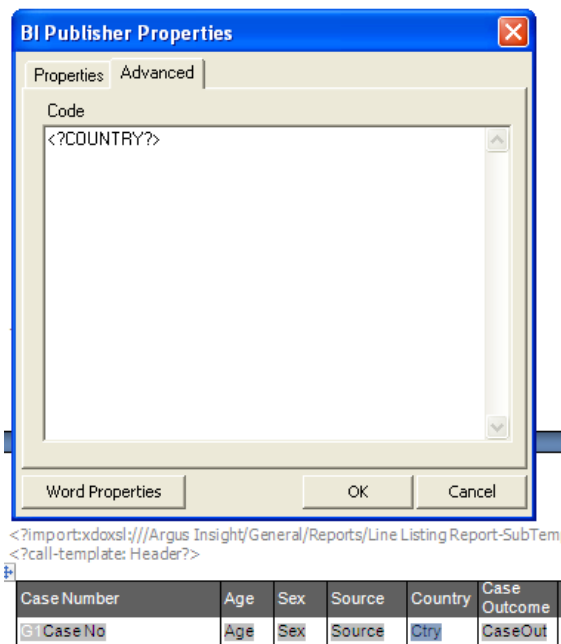 BI Publisher Properties
Properties Advanced
Code
<?COUNTRY?>
Word Properties OK Cancel
<?import:xdoxsl:///Argus Insight/General/Reports/Line Listing Report-SubTem
<?call-template: Header?>
Case Number Age Sex Source Country Case Outcome
G1 Case No Age Sex Source Ctry CaseOut